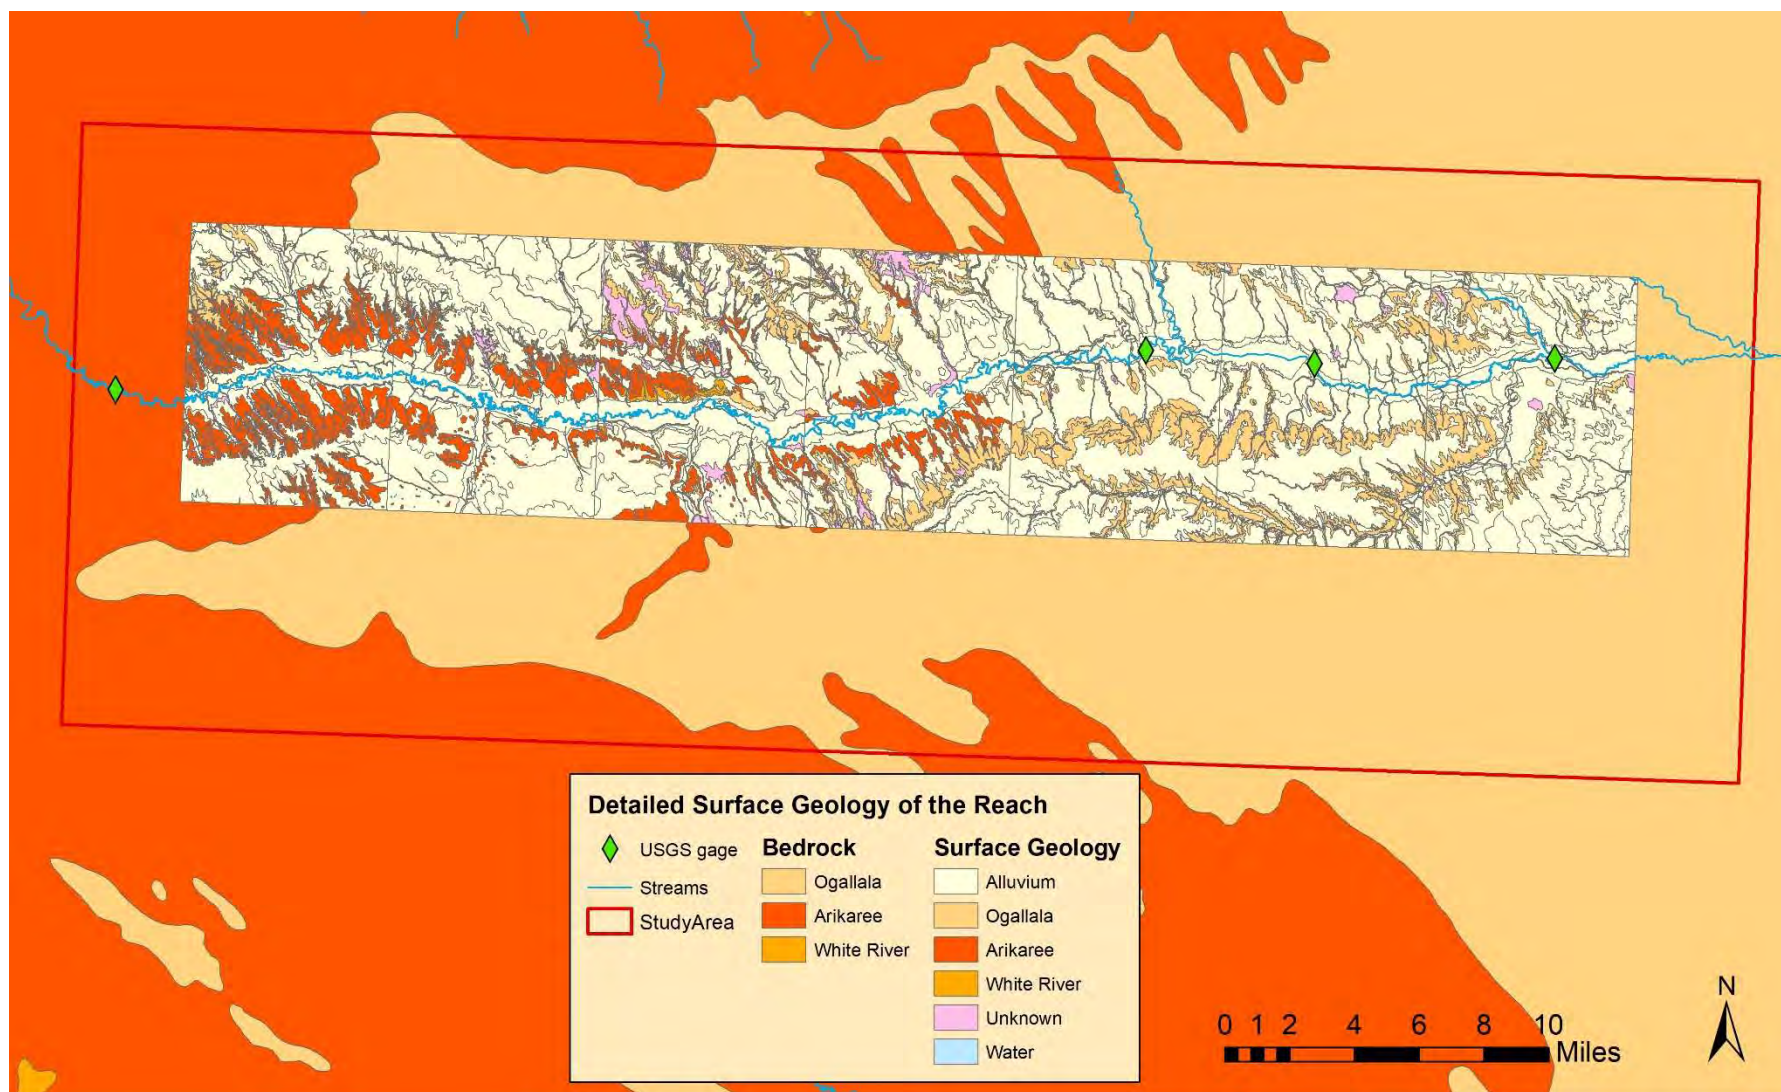 Detailed Surface Geology of the Reach
USGS gage
Streams
StudyArea
Bedrock
Ogallala
Arikaree
White River
Surface Geology
Alluvium
Ogallala
Arikaree
White River
Unknown
Water
0 1 2 4 6 8 10
Miles
N